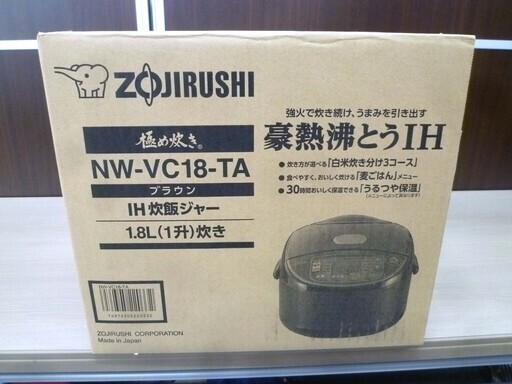 ZOJIRUSHI
極め炊き
NW-VC18-TA
ブラウン
IH炊飯ジャー
1.8L(1升)炊き
NW-VC18-TA
ZOJIRUSHI CORPORATION
Made in Japan
強火で炊き続け、うまみを引き出す
豪熱沸とうIH
● 炊き方が選べる「白米炊き分け3コース」
● 食べやすく、おいしく炊ける「麦ごはん」メニュー
● 30時間おいしく保温できる「うるつや保温」